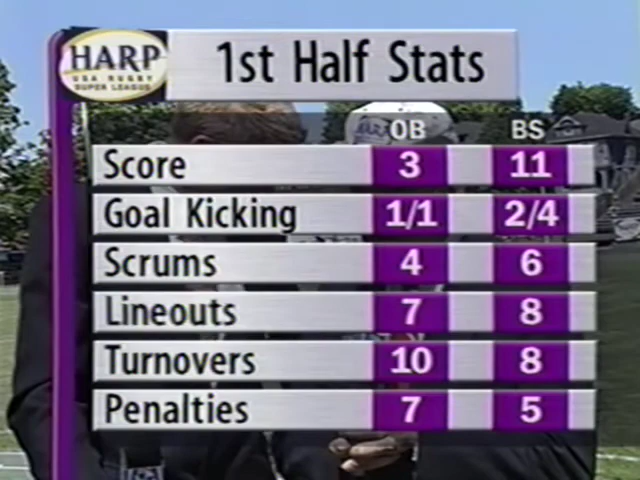 HARP
USA RUGBY
SUPER LEAGUE
1st Half Stats
HARP
OB BS
Score 3 11
Goal Kicking 1/1 2/4
Scrums 4 6
Lineouts 7 8
Turnovers 10 8
Penalties 7 5